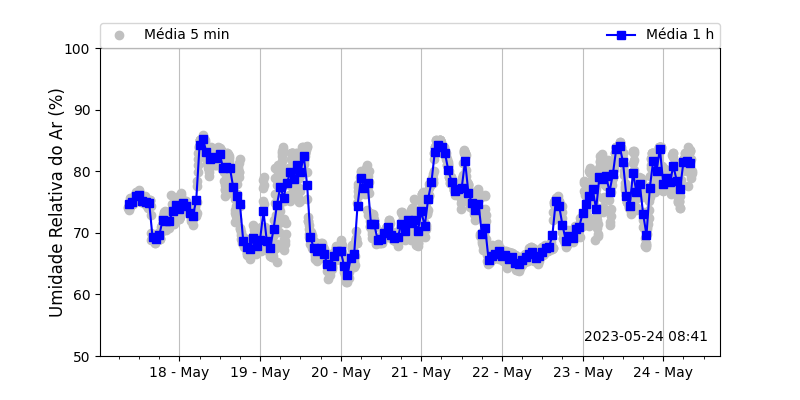 Média 5 min Média 1 h
100
90
80
70
60
50
Umidade Relativa do Ar (%)
2023-05-24 08:41
18 - May 19 - May 20 - May 21 - May 22 - May 23 - May 24 - May